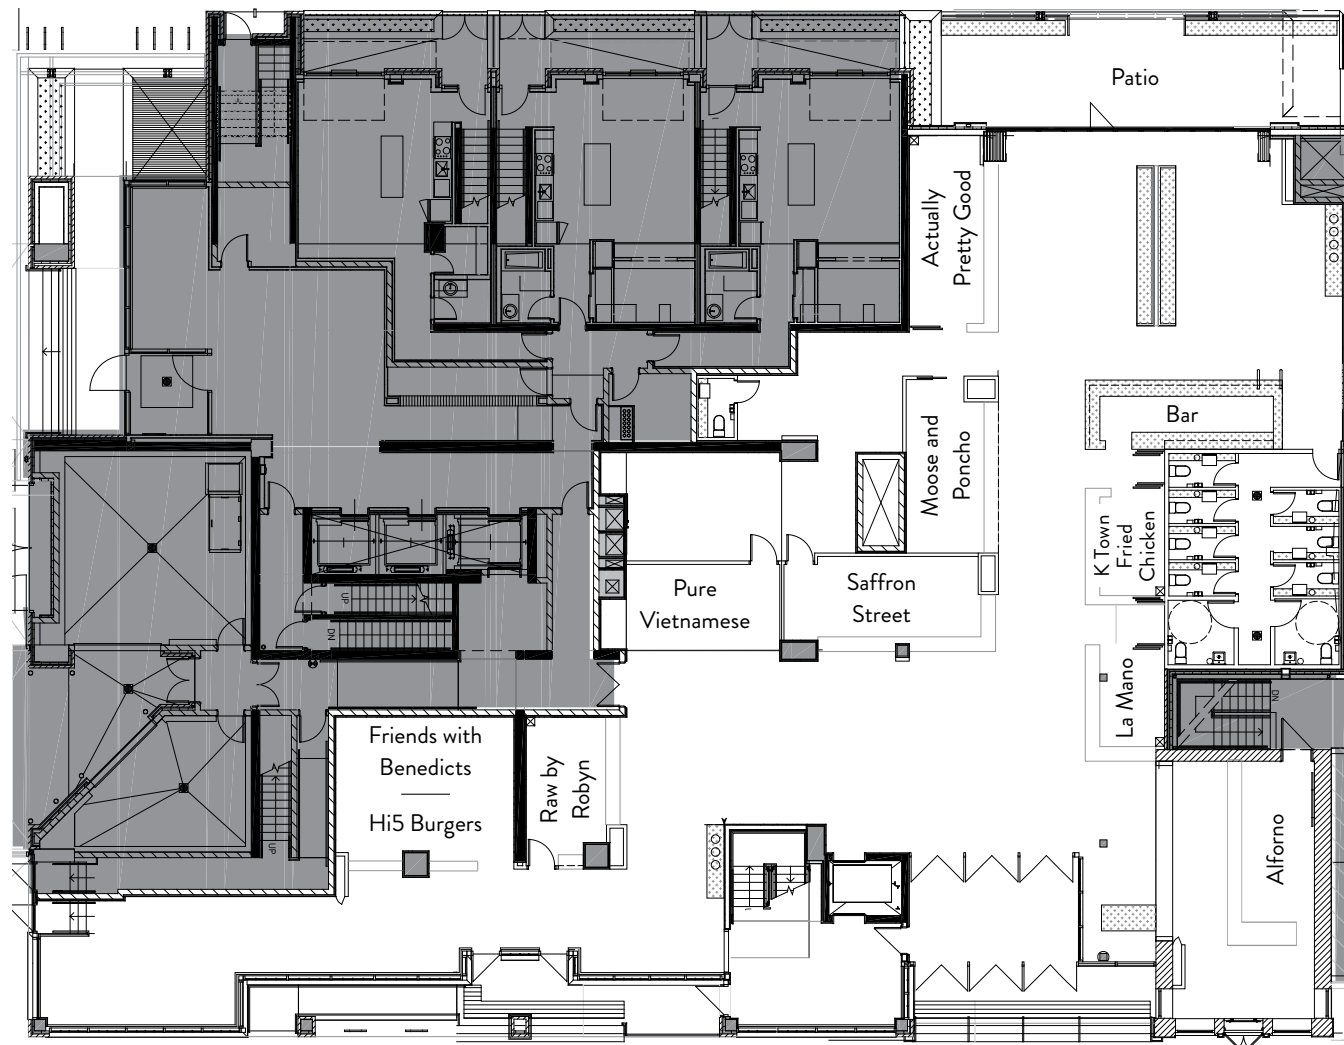 Patio
Actually
Pretty Good
Moose and
Poncho
Bar
K Town
Fried
Chicken
Pure
Vietnamese
Saffron
Street
UP
DN
La Mano
DN
Friends with
Benedicts
Hi5 Burgers
Raw by
Robyn
Alforno
UP